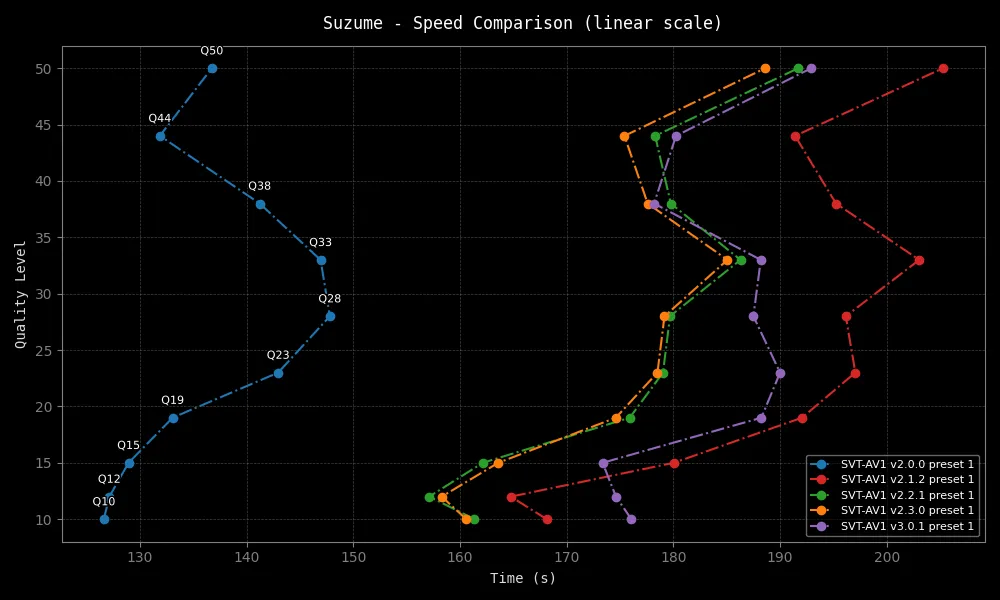 Suzume - Speed Comparison (linear scale)
Q50
50
Q44
45
40
Q38
35
Q33
Quality Level
30
Q28
25
Q23
20
Q19
15
Q15
Q12
Q10
10
SVT-AV1 v2.0.0 preset 1
SVT-AV1 v2.1.2 preset 1
SVT-AV1 v2.2.1 preset 1
SVT-AV1 v2.3.0 preset 1
SVT-AV1 v3.0.1 preset 1
130 140 150 160 170 180 190 200
Time (s)